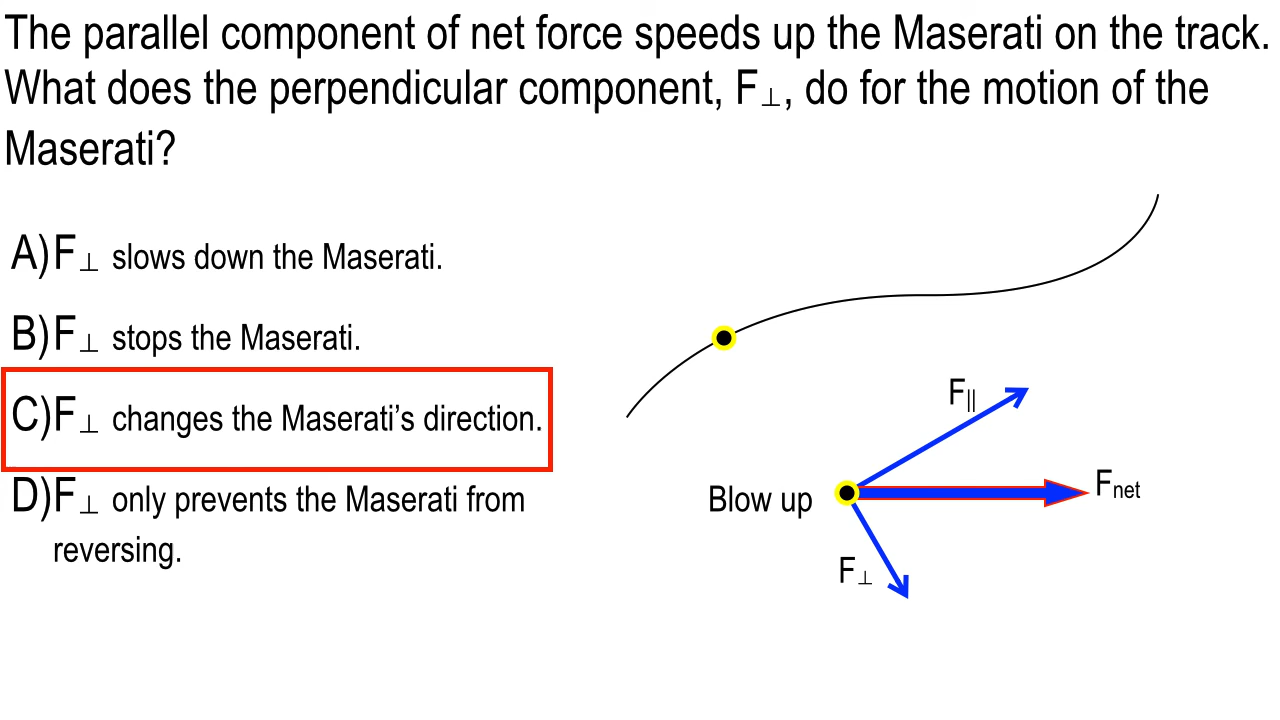 The parallel component of net force speeds up the Maserati on the track.
What does the perpendicular component, F⊥, do for the motion of the
Maserati?
A) F⊥ slows down the Maserati.
B) F⊥ stops the Maserati.
C) F⊥ changes the Maserati’s direction.
D) F⊥ only prevents the Maserati from
reversing.
F||
Blow up
Fnet
F⊥